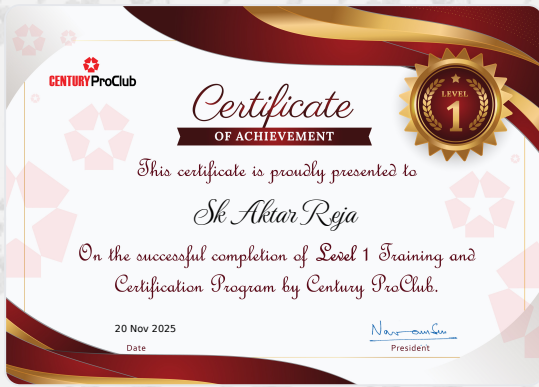 CENTURY ProClub
LEVEL
1
Certificate
OF ACHIEVEMENT
This certificate is proudly presented to
Sk Aktar Reja
On the successful completion of Level 1 Training and
Certification Program by Century ProClub.
20 Nov 2025
Date
President